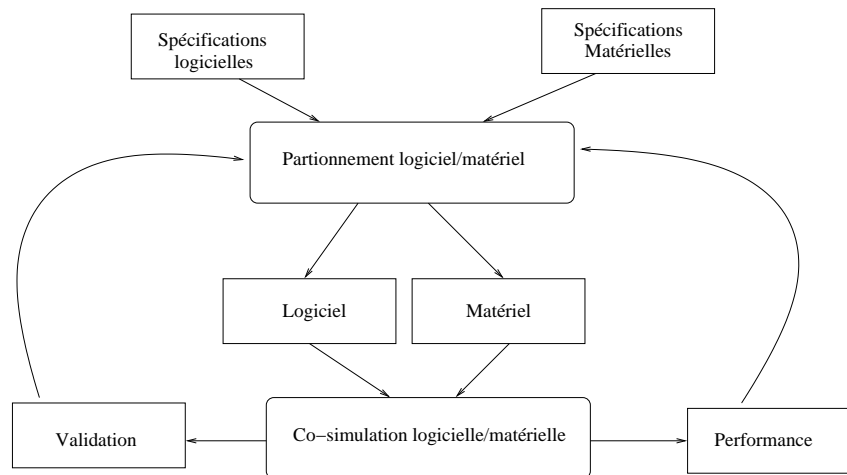 Spécifications
logicielles
Spécifications
Matérielles
Partionnement logiciel/matériel
Logiciel
Matériel
Validation
Co−simulation logicielle/matérielle
Performance